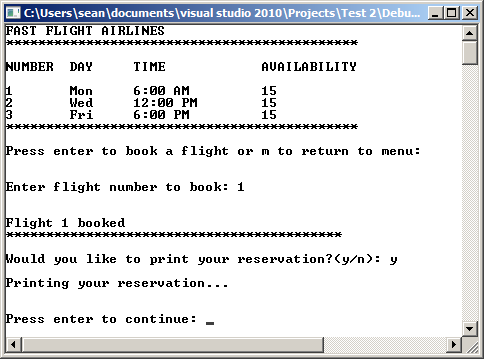 C:\Users\sean\documents\visual studio 2010\Projects\Test 2\Debu...
FAST FLIGHT AIRLINES
********************************************
NUMBER DAY TIME AVAILABILITY
1 Mon 6:00 AM 15
2 Wed 12:00 PM 15
3 Fri 6:00 PM 15
********************************************
Press enter to book a flight or m to return to menu:
Enter flight number to book: 1
Flight 1 booked
******************************************
Would you like to print your reservation?(y/n): y
Printing your reservation...
Press enter to continue: _